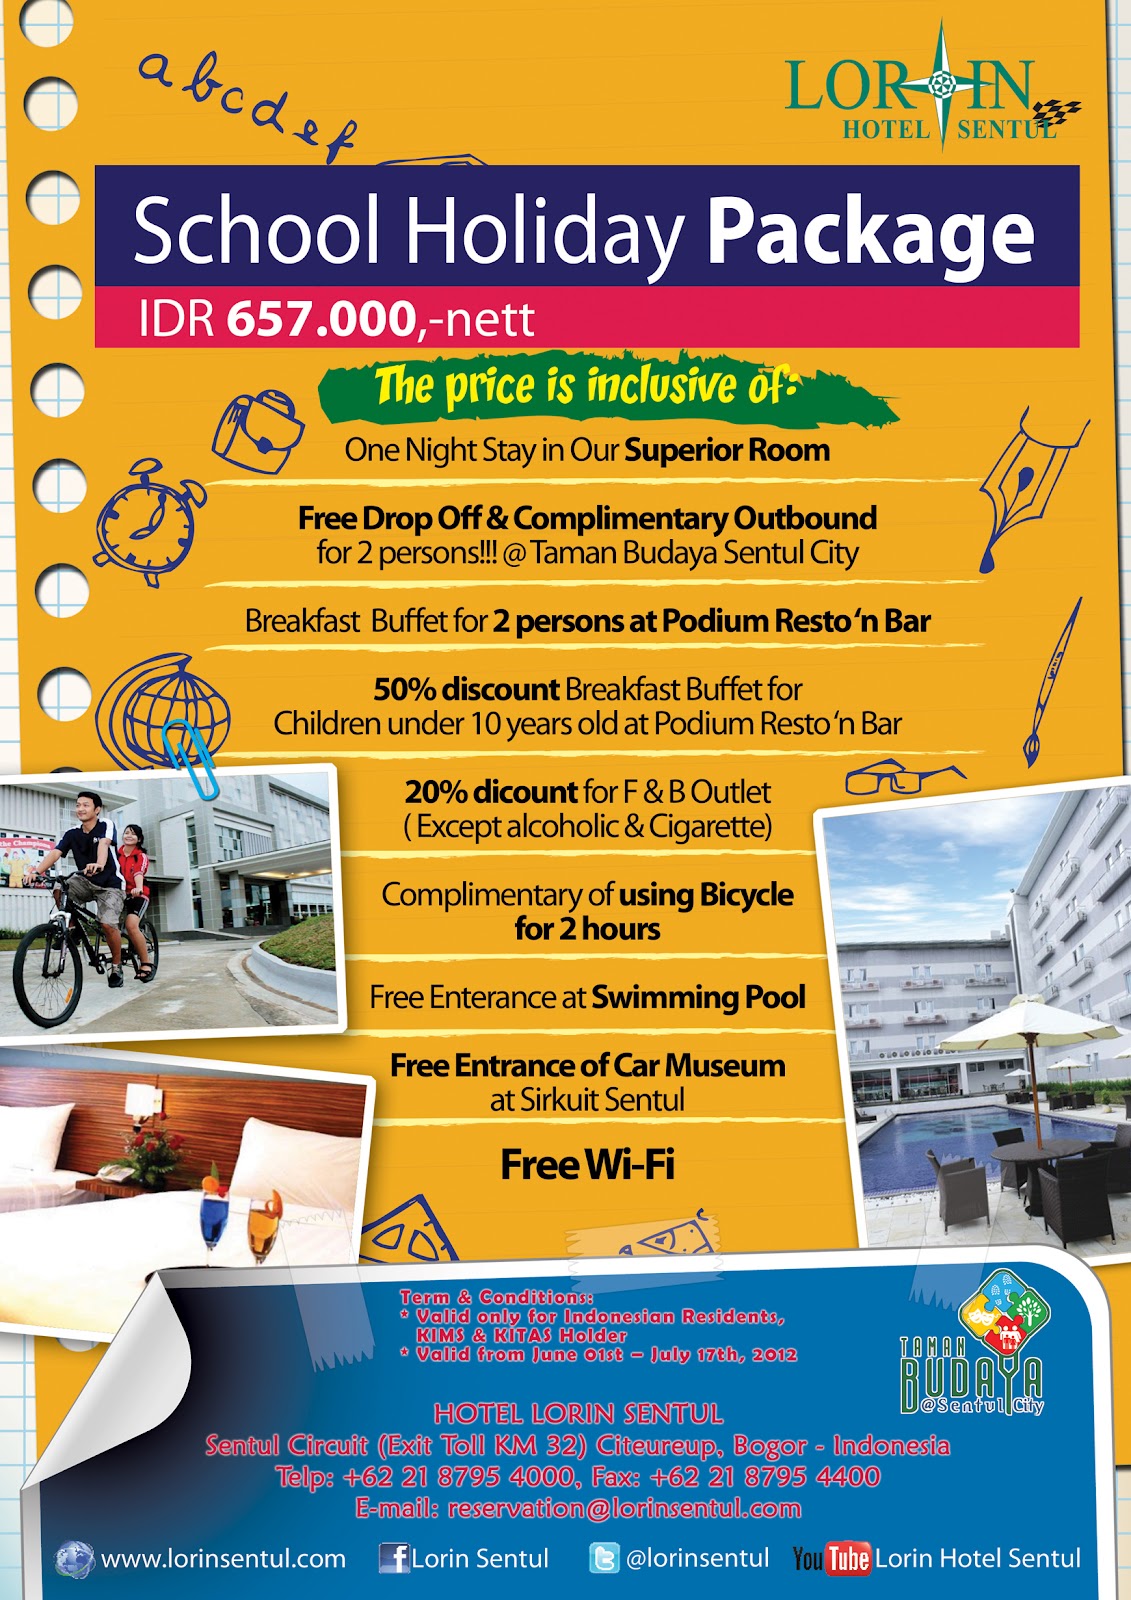 abcdef
LORIN
HOTEL SENTUL
School Holiday Package
IDR 657.000,-nett
The price is inclusive of:
One Night Stay in Our Superior Room
Free Drop Off & Complimentary Outbound
for 2 persons!!! @ Taman Budaya Sentul City
Breakfast Buffet for 2 persons at Podium Resto ‘n Bar
50% discount Breakfast Buffet for
Children under 10 years old at Podium Resto ‘n Bar
20% dicount for F & B Outlet
( Except alcoholic & Cigarette)
the Champions
Complimentary of using Bicycle
for 2 hours
Free Enterance at Swimming Pool
Free Entrance of Car Museum
at Sirkuit Sentul
Free Wi-Fi
Term & Conditions:
* Valid only for Indonesian Residents,
KIMS & KITAS Holder
* Valid from June 01st – July 17th, 2012
TAMAN
BUDAYA
@Sentul City
HOTEL LORIN SENTUL
Sentul Circuit (Exit Toll KM 32) Citeureup, Bogor - Indonesia
Telp: +62 21 8795 4000, Fax: +62 21 8795 4400
E-mail: reservation@lorinsentul.com
www.lorinsentul.com
f Lorin Sentul
@lorinsentul
YouTube Lorin Hotel Sentul